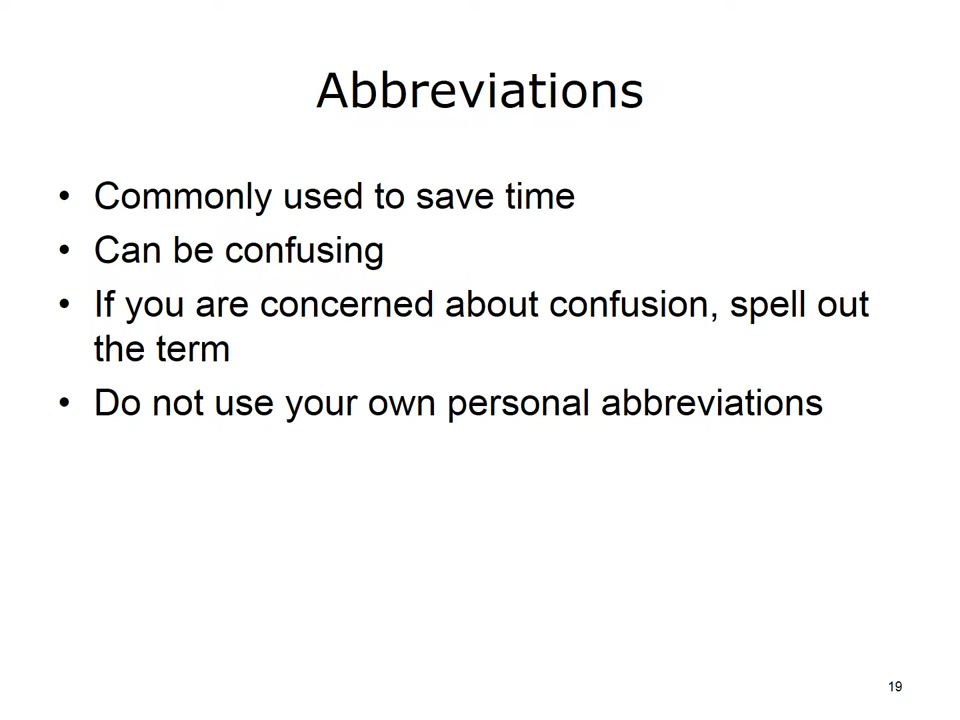 Abbreviations
• Commonly used to save time
• Can be confusing
• If you are concerned about confusion, spell out
the term
• Do not use your own personal abbreviations
19